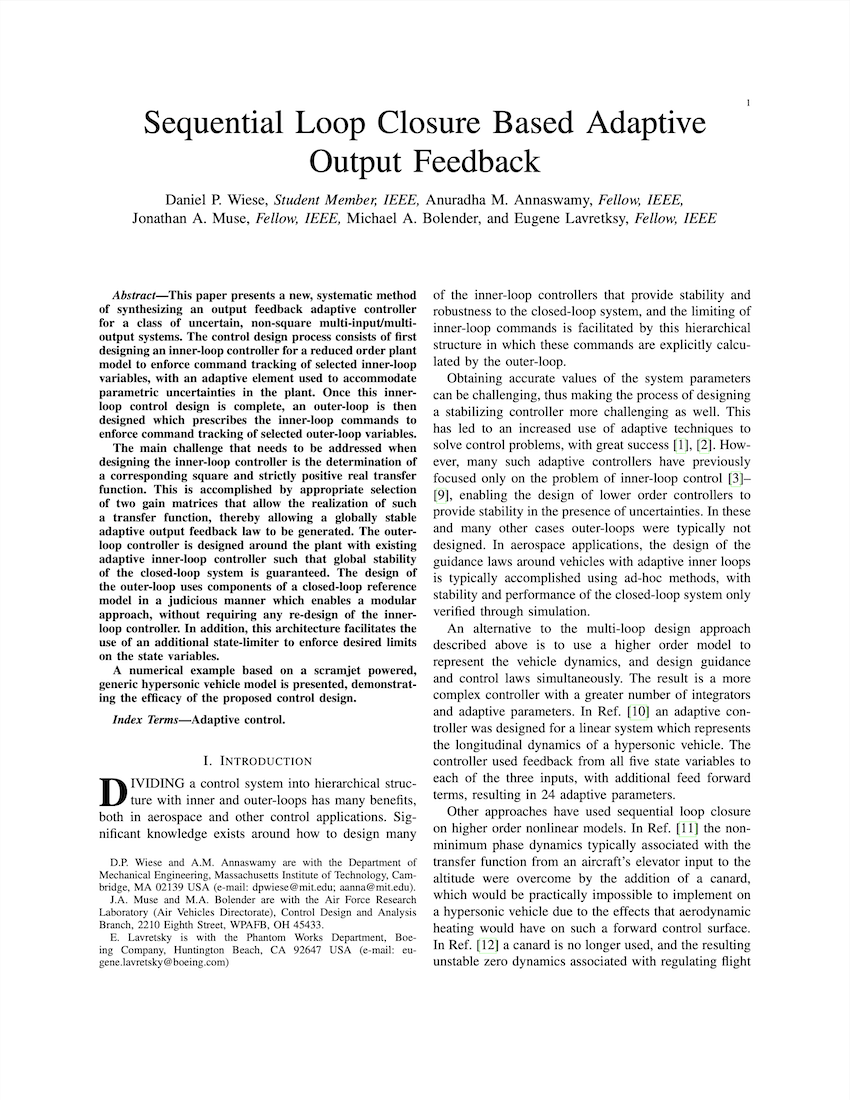 1
Sequential Loop Closure Based Adaptive
Output Feedback
Daniel P. Wiese, Student Member, IEEE, Anuradha M. Annaswamy, Fellow, IEEE,
Jonathan A. Muse, Fellow, IEEE, Michael A. Bolender, and Eugene Lavretksy, Fellow, IEEE
Abstract—This paper presents a new, systematic method
of synthesizing an output feedback adaptive controller
for a class of uncertain, non-square multi-input/multi-
output systems. The control design process consists of first
designing an inner-loop controller for a reduced order plant
model to enforce command tracking of selected inner-loop
variables, with an adaptive element used to accommodate
parametric uncertainties in the plant. Once this inner-
loop control design is complete, an outer-loop is then
designed which prescribes the inner-loop commands to
enforce command tracking of selected outer-loop variables.
The main challenge that needs to be addressed when
designing the inner-loop controller is the determination of
a corresponding square and strictly positive real transfer
function. This is accomplished by appropriate selection
of two gain matrices that allow the realization of such
a transfer function, thereby allowing a globally stable
adaptive output feedback law to be generated. The outer-
loop controller is designed around the plant with existing
adaptive inner-loop controller such that global stability
of the closed-loop system is guaranteed. The design of
the outer-loop uses components of a closed-loop reference
model in a judicious manner which enables a modular
approach, without requiring any re-design of the inner-
loop controller. In addition, this architecture facilitates the
use of an additional state-limiter to enforce desired limits
on the state variables.
A numerical example based on a scramjet powered,
generic hypersonic vehicle model is presented, demonstrat-
ing the efficacy of the proposed control design.
Index Terms—Adaptive control.
I. INTRODUCTION
DIVIDING a control system into hierarchical struc-
ture with inner and outer-loops has many benefits,
both in aerospace and other control applications. Sig-
nificant knowledge exists around how to design many
D.P. Wiese and A.M. Annaswamy are with the Department of
Mechanical Engineering, Massachusetts Institute of Technology, Cam-
bridge, MA 02139 USA (e-mail: dpwiese@mit.edu; aanna@mit.edu).
J.A. Muse and M.A. Bolender are with the Air Force Research
Laboratory (Air Vehicles Directorate), Control Design and Analysis
Branch, 2210 Eighth Street, WPAFB, OH 45433.
E. Lavretsky is with the Phantom Works Department, Boe-
ing Company, Huntington Beach, CA 92647 USA (e-mail: eu-
gene.lavretsky@boeing.com)
of the inner-loop controllers that provide stability and
robustness to the closed-loop system, and the limiting of
inner-loop commands is facilitated by this hierarchical
structure in which these commands are explicitly calcu-
lated by the outer-loop.
Obtaining accurate values of the system parameters
can be challenging, thus making the process of designing
a stabilizing controller more challenging as well. This
has led to an increased use of adaptive techniques to
solve control problems, with great success [1], [2]. How-
ever, many such adaptive controllers have previously
focused only on the problem of inner-loop control [3]–
[9], enabling the design of lower order controllers to
provide stability in the presence of uncertainties. In these
and many other cases outer-loops were typically not
designed. In aerospace applications, the design of the
guidance laws around vehicles with adaptive inner loops
is typically accomplished using ad-hoc methods, with
stability and performance of the closed-loop system only
verified through simulation.
An alternative to the multi-loop design approach
described above is to use a higher order model to
represent the vehicle dynamics, and design guidance
and control laws simultaneously. The result is a more
complex controller with a greater number of integrators
and adaptive parameters. In Ref. [10] an adaptive con-
troller was designed for a linear system which represents
the longitudinal dynamics of a hypersonic vehicle. The
controller used feedback from all five state variables to
each of the three inputs, with additional feed forward
terms, resulting in 24 adaptive parameters.
Other approaches have used sequential loop closure
on higher order nonlinear models. In Ref. [11] the non-
minimum phase dynamics typically associated with the
transfer function from an aircraft's elevator input to the
altitude were overcome by the addition of a canard,
which would be practically impossible to implement on
a hypersonic vehicle due to the effects that aerodynamic
heating would have on such a forward control surface.
In Ref. [12] a canard is no longer used, and the resulting
unstable zero dynamics associated with regulating flight